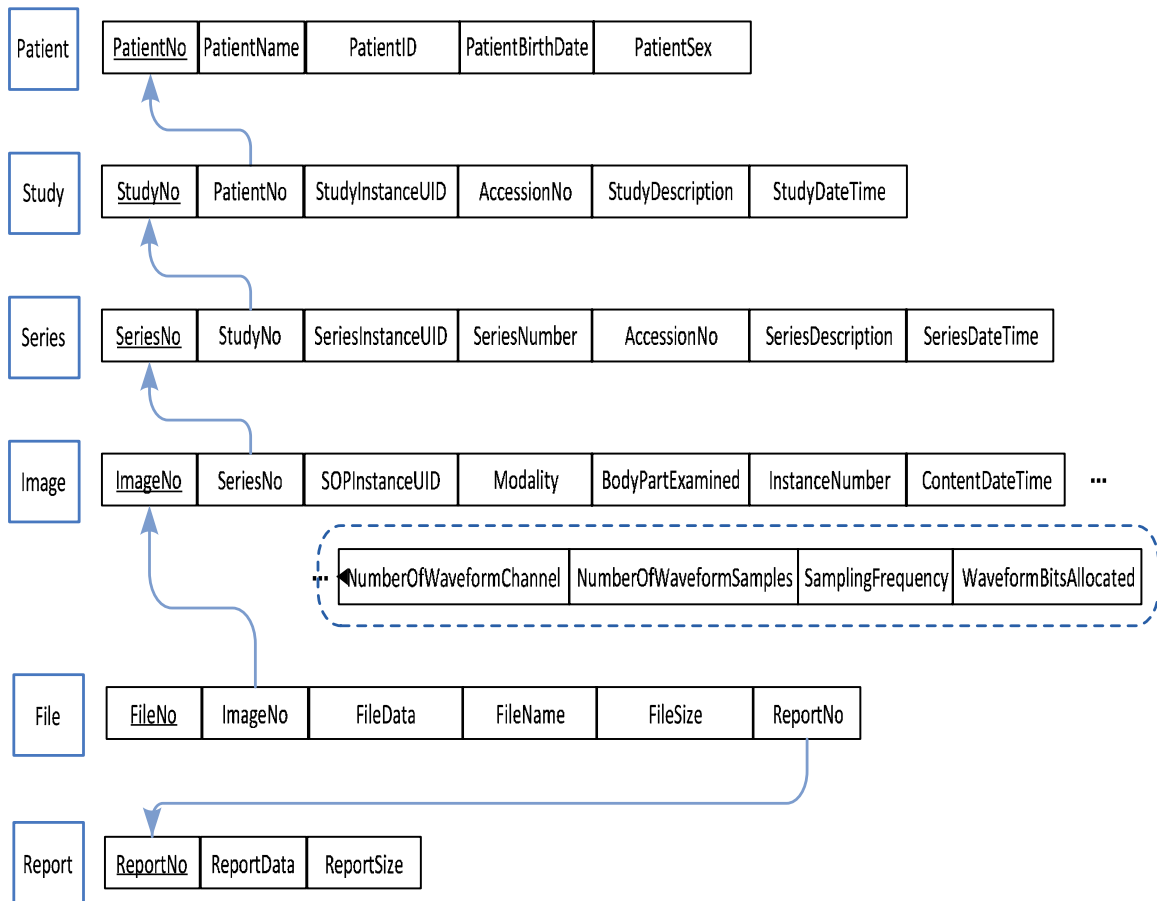 Patient PatientNo PatientName PatientID PatientBirthDate PatientSex
Study StudyNo PatientNo StudyInstanceUID AccessionNo StudyDescription StudyDateTime
Series SeriesNo StudyNo SeriesInstanceUID SeriesNumber AccessionNo SeriesDescription SeriesDateTime
Image ImageNo SeriesNo SOPInstanceUID Modality BodyPartExamined InstanceNumber ContentDateTime ...
... NumberOfWaveformChannel NumberOfWaveformSamples SamplingFrequency WaveformBitsAllocated
File FileNo ImageNo FileData FileName FileSize ReportNo
Report ReportNo ReportData ReportSize